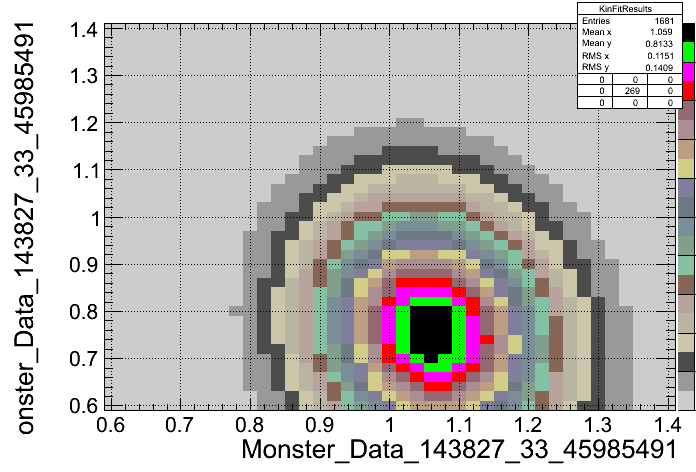 KinFitResults
Entries 1681
Mean x 1.059
Mean y 0.8133
RMS x 0.1151
RMS y 0.1409
0 0 0
0 269 0
0 0 0
onster_Data_143827_33_45985491
1.4
1.3
1.2
1.1
1
0.9
0.8
0.7
0.6
0.6 0.7 0.8 0.9 1 1.1 1.2 1.3 1.4
Monster_Data_143827_33_45985491